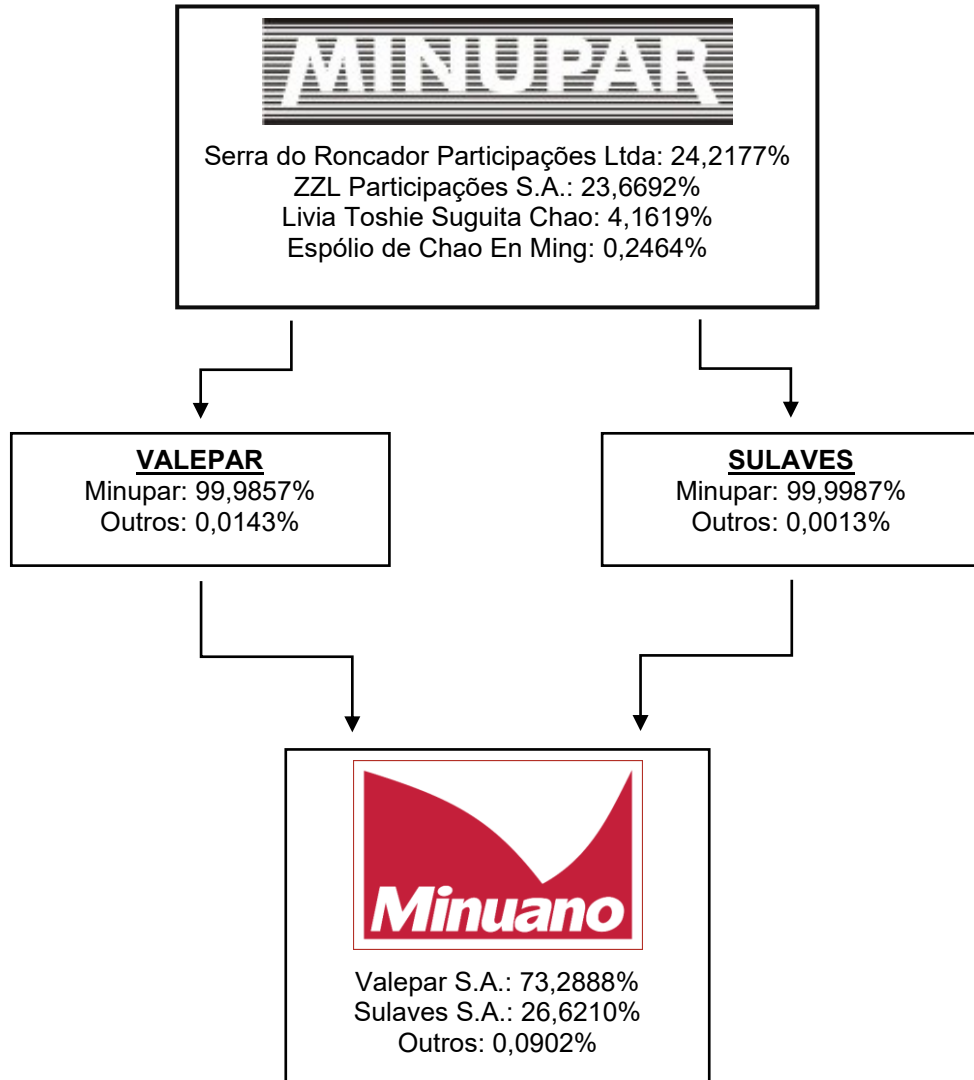 MINUPAR
Serra do Roncador Participações Ltda: 24,2177%
ZZL Participações S.A.: 23,6692%
Livia Toshie Suguita Chao: 4,1619%
Espólio de Chao En Ming: 0,2464%
VALEPAR
Minupar: 99,9857%
Outros: 0,0143%
SULAVES
Minupar: 99,9987%
Outros: 0,0013%
Minuano
Valepar S.A.: 73,2888%
Sulaves S.A.: 26,6210%
Outros: 0,0902%